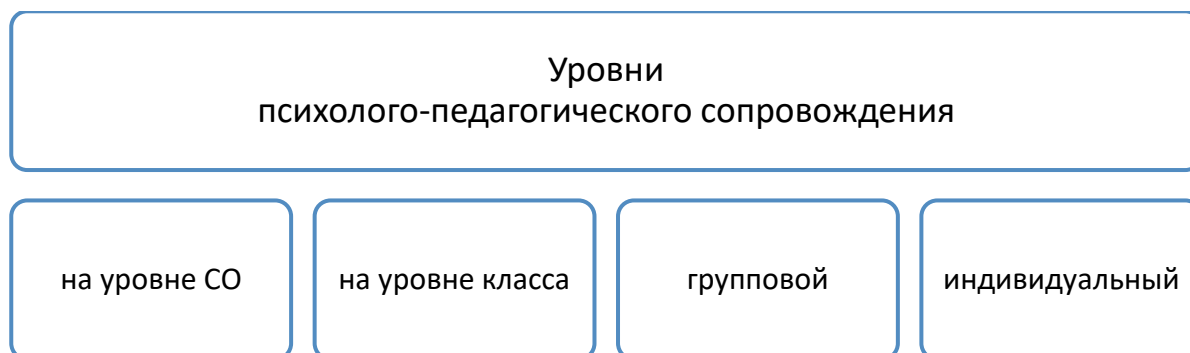 Уровни
психолого-педагогического сопровождения
на уровне СО
на уровне класса
групповой
индивидуальный